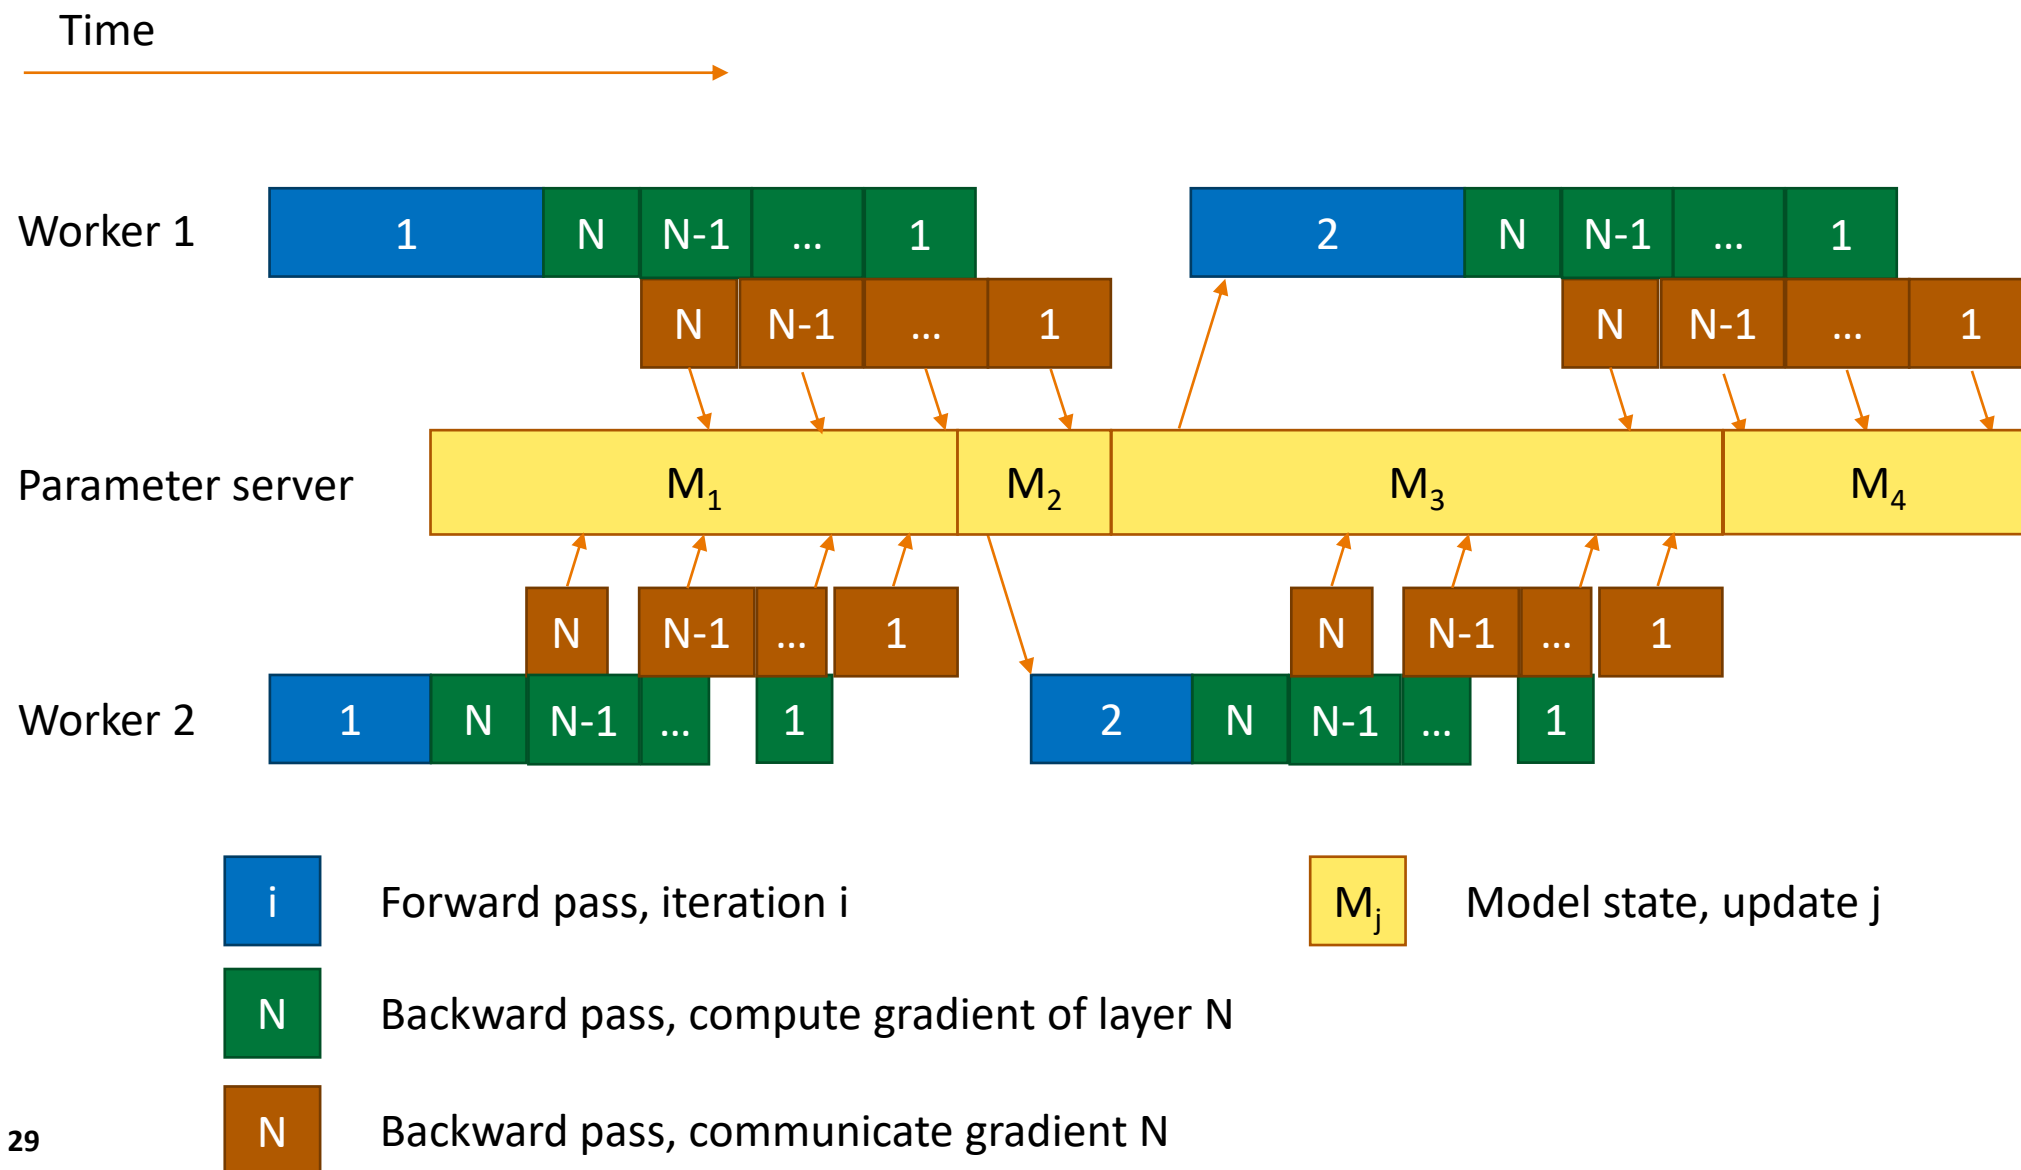 Time
Worker 1
1 N N-1 ... 1
2 N N-1 ... 1
N N-1 ... 1
N N-1 ... 1
Parameter server
M1 M2 M3 M4
N N-1 ... 1
N N-1 ... 1
Worker 2
1 N N-1 ... 1
2 N N-1 ... 1
i Forward pass, iteration i
Mj Model state, update j
N Backward pass, compute gradient of layer N
N Backward pass, communicate gradient N
29